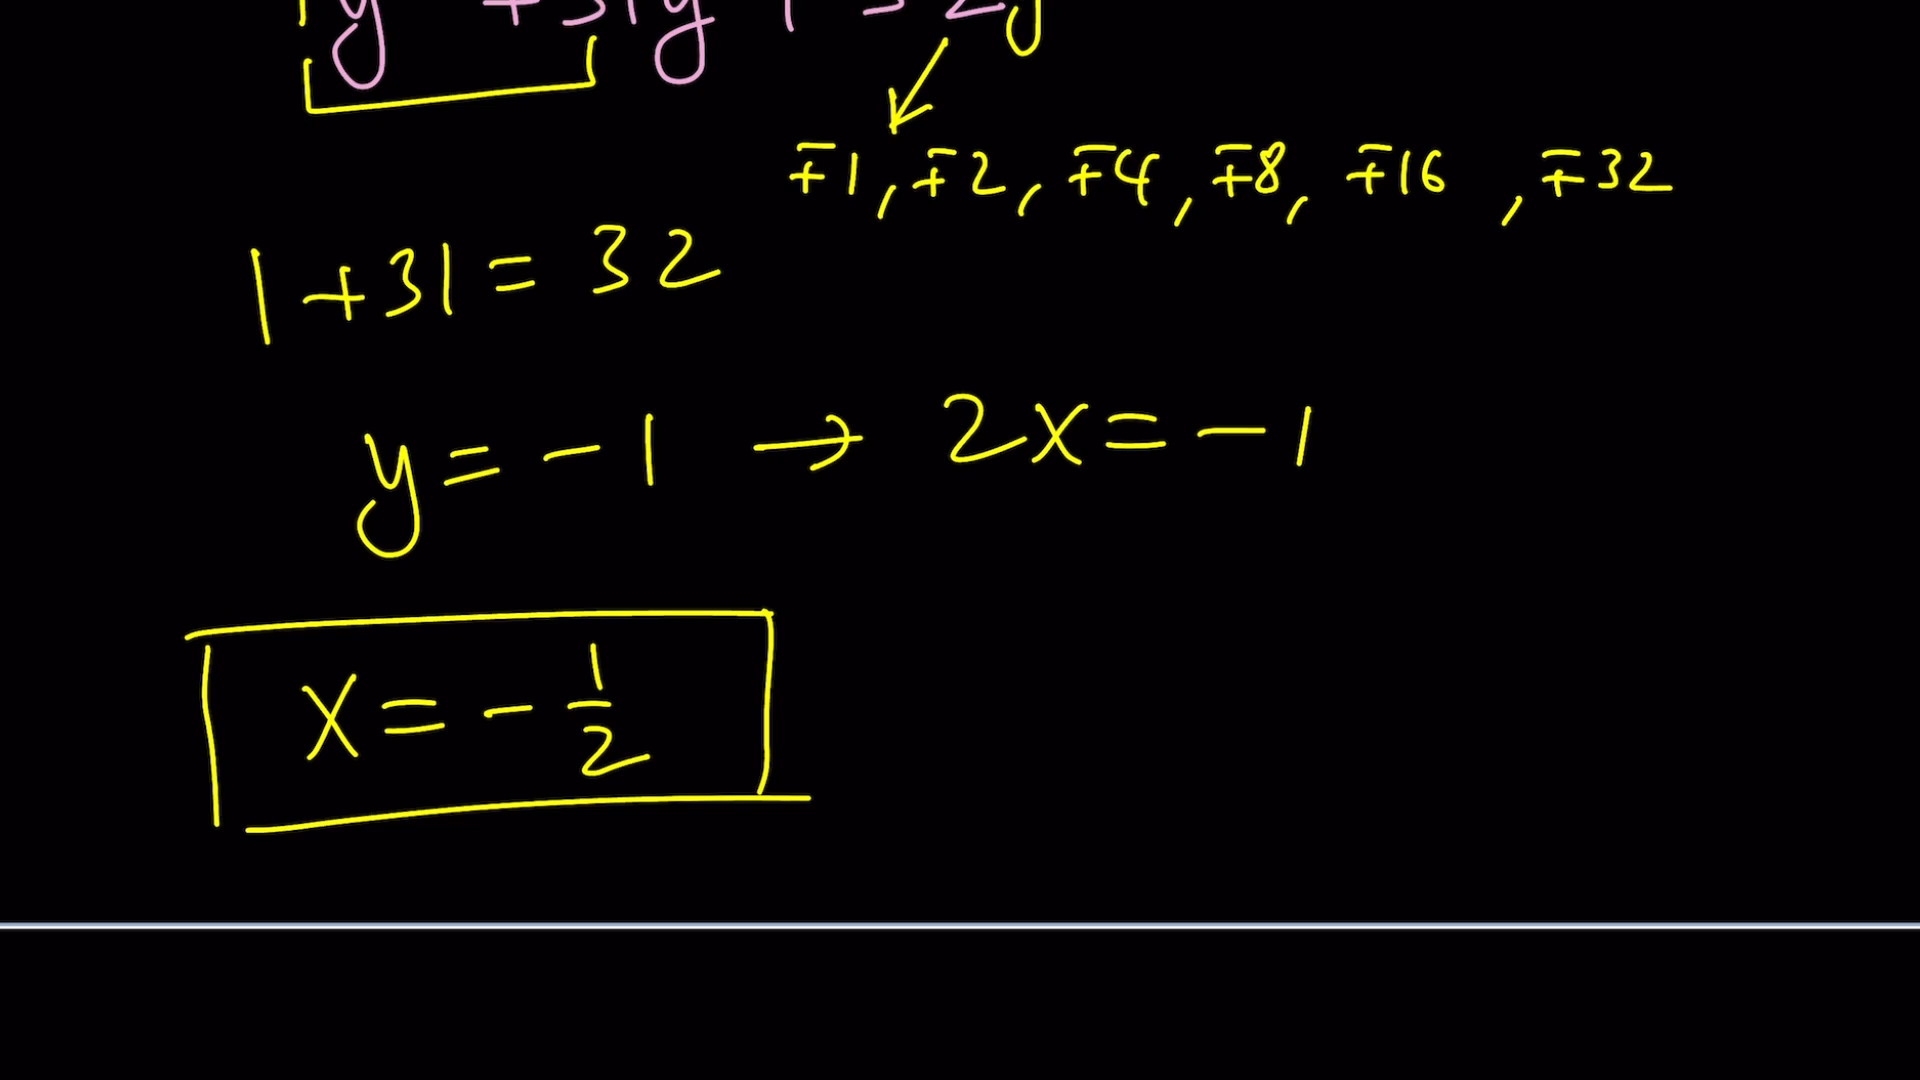 ∓1, ∓2, ∓4, ∓8, ∓16, ∓32
1+31=32
y=-1 → 2x=-1
x=-1/2